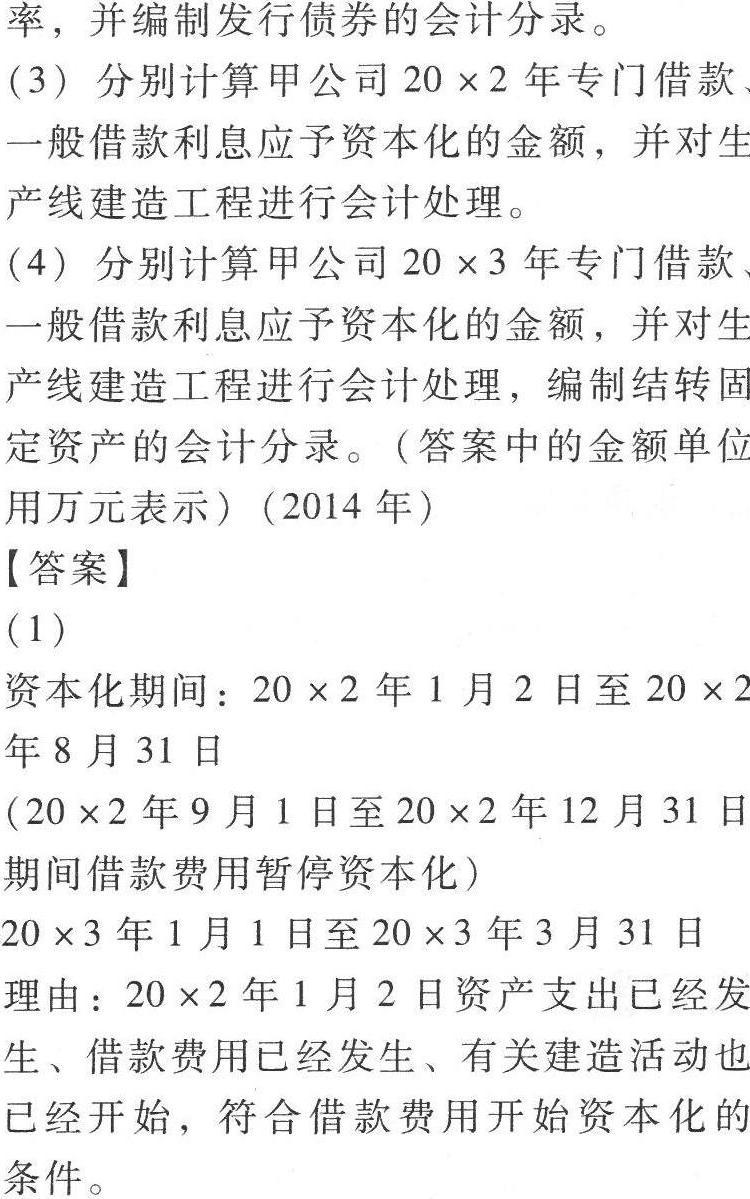 率，并编制发行债券的会计分录。
(3) 分别计算甲公司 20 × 2 年专门借款、
一般借款利息应予资本化的金额，并对生
产线建造工程进行会计处理。
(4) 分别计算甲公司 20 × 3 年专门借款、
一般借款利息应予资本化的金额，并对生
产线建造工程进行会计处理，编制结转固
定资产的会计分录。（答案中的金额单位
用万元表示）（2014 年）
【答案】
(1)
资本化期间：20 × 2 年 1 月 2 日至 20 × 2
年 8 月 31 日
(20 × 2 年 9 月 1 日至 20 × 2 年 12 月 31 日
期间借款费用暂停资本化）
20 × 3 年 1 月 1 日至 20 × 3 年 3 月 31 日
理由：20 × 2 年 1 月 2 日资产支出已经发
生、借款费用已经发生、有关建造活动也
已经开始，符合借款费用开始资本化的
条件。